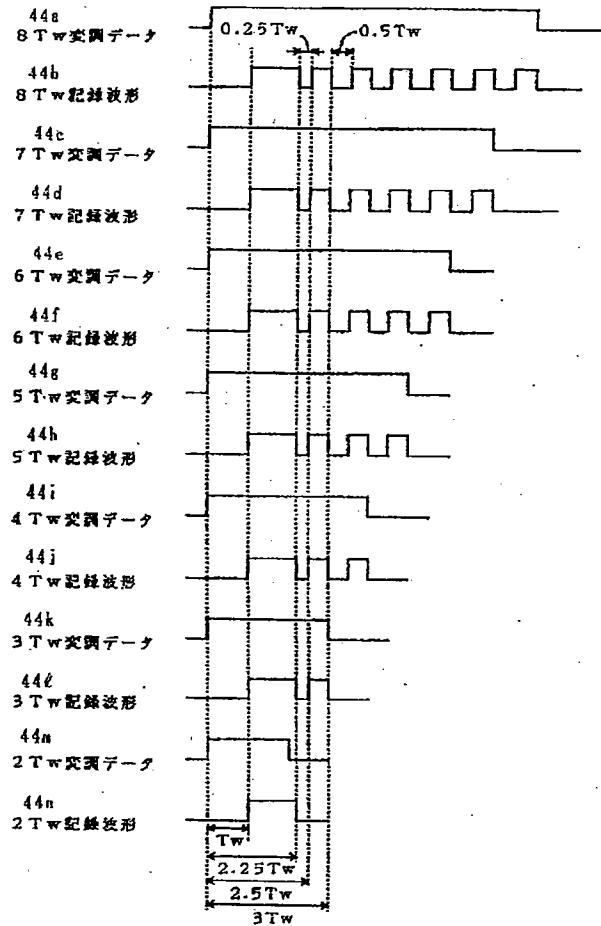 44a
8Tw変調データ
0.25Tw
0.5Tw
44b
8Tw記録波形
44c
7Tw変調データ
44d
7Tw記録波形
44e
6Tw変調データ
44f
6Tw記録波形
44g
5Tw変調データ
44h
5Tw記録波形
44i
4Tw変調データ
44j
4Tw記録波形
44k
3Tw変調データ
44ℓ
3Tw記録波形
44m
2Tw変調データ
44n
2Tw記録波形
Tw
2.25Tw
2.5Tw
3Tw